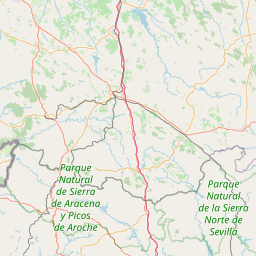 Parque
Natural
de Sierra
de Aracena
y Picos
de Aroche
Parque
Natural
de la Sierra
Norte de
Sevilla